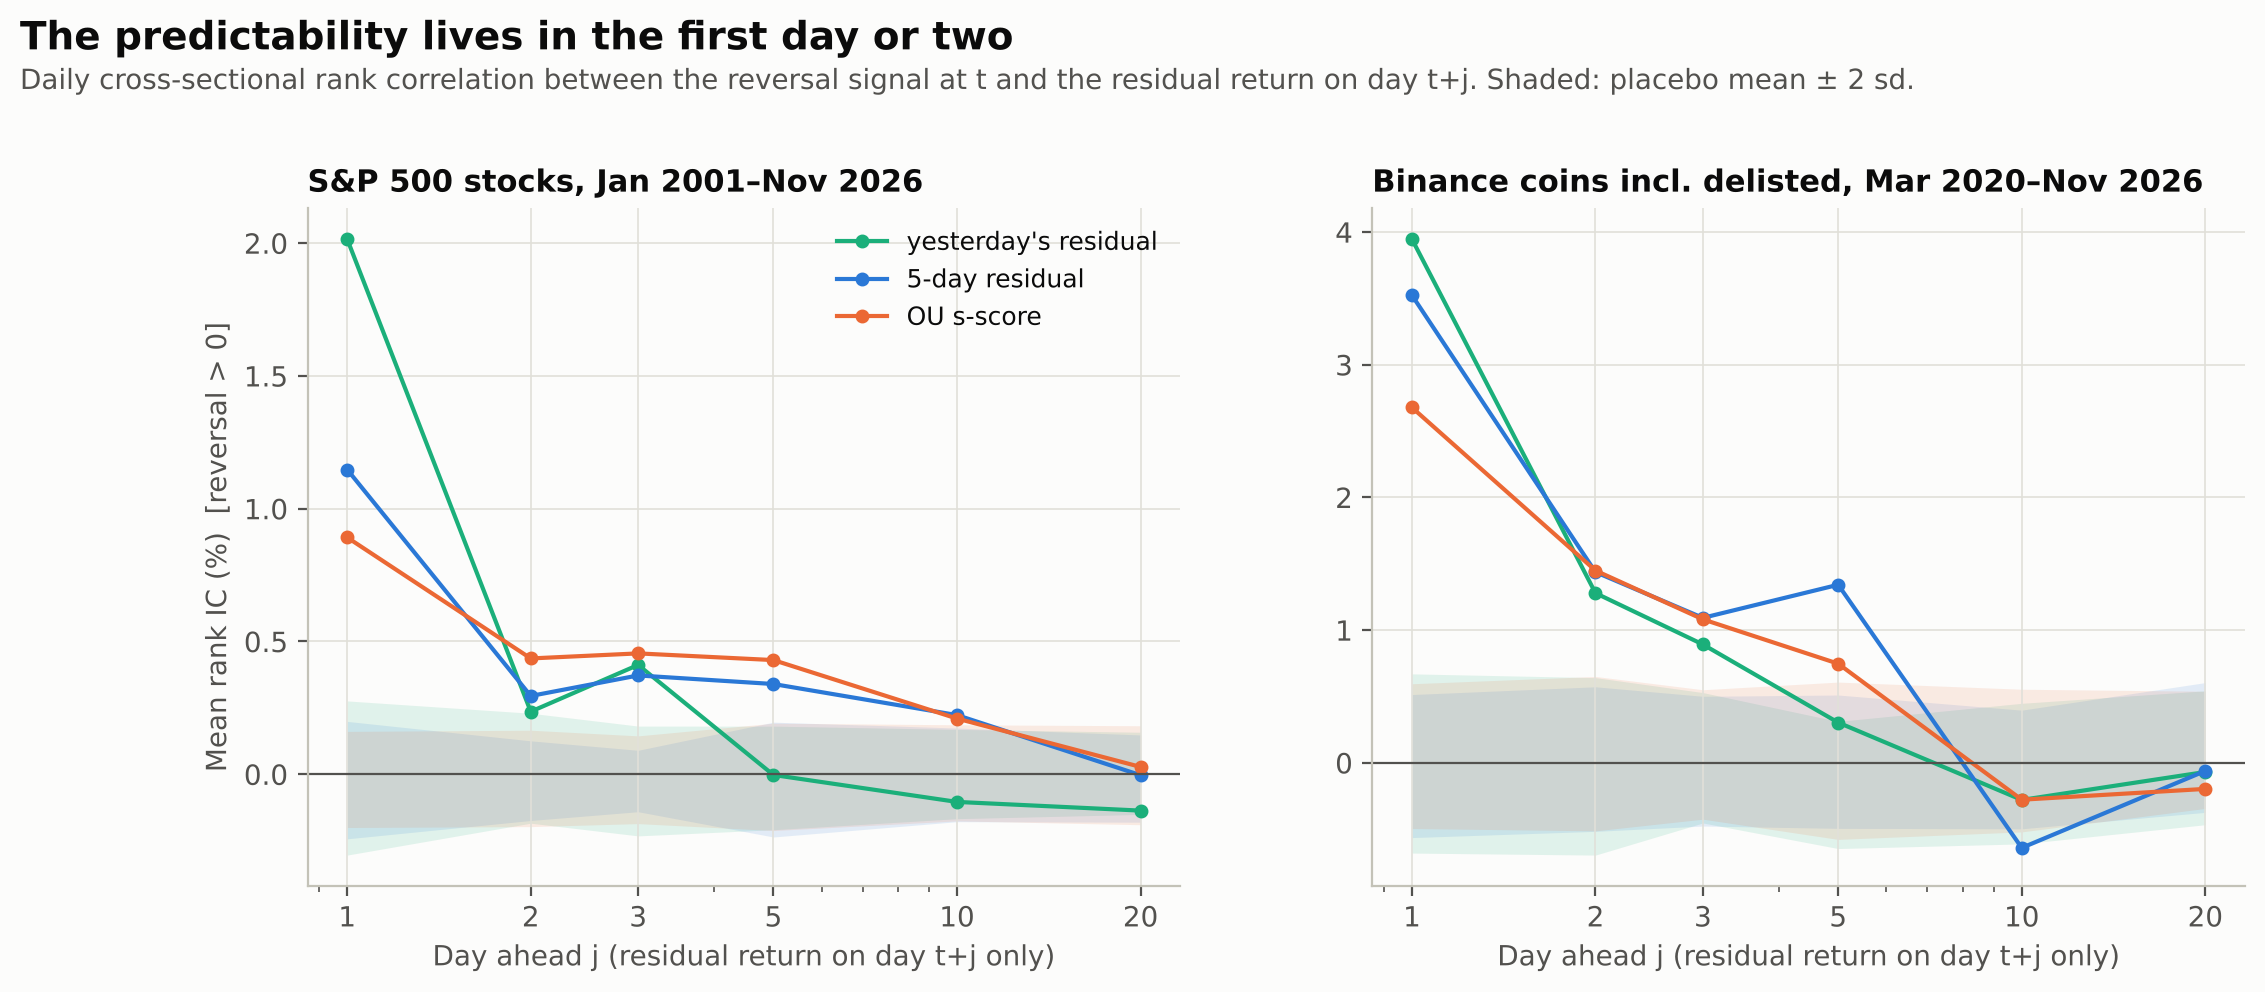 The predictability lives in the first day or two
Daily cross-sectional rank correlation between the reversal signal at t and the residual return on day t+j. Shaded: placebo mean ± 2 sd.
S&P 500 stocks, Jan 2001–Nov 2026
Mean rank IC (%)  [reversal > 0]
2.0
1.5
1.0
0.5
0.0
yesterday's residual
5-day residual
OU s-score
1 2 3 5 10 20
Day ahead j (residual return on day t+j only)
Binance coins incl. delisted, Mar 2020–Nov 2026
4
3
2
1
0
1 2 3 5 10 20
Day ahead j (residual return on day t+j only)